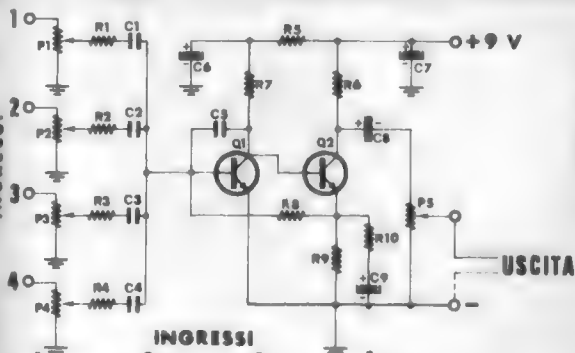 1
P1
R1
C1
2
P2
R2
C2
3
P3
R3
C3
4
P4
R4
C4
C6
R5
+9 V
C7
R7
R6
C5
Q1
Q2
C8
R8
P5
R9
R10
C9
USCITA
+
-
+
-
+
-
-
INGRESSI